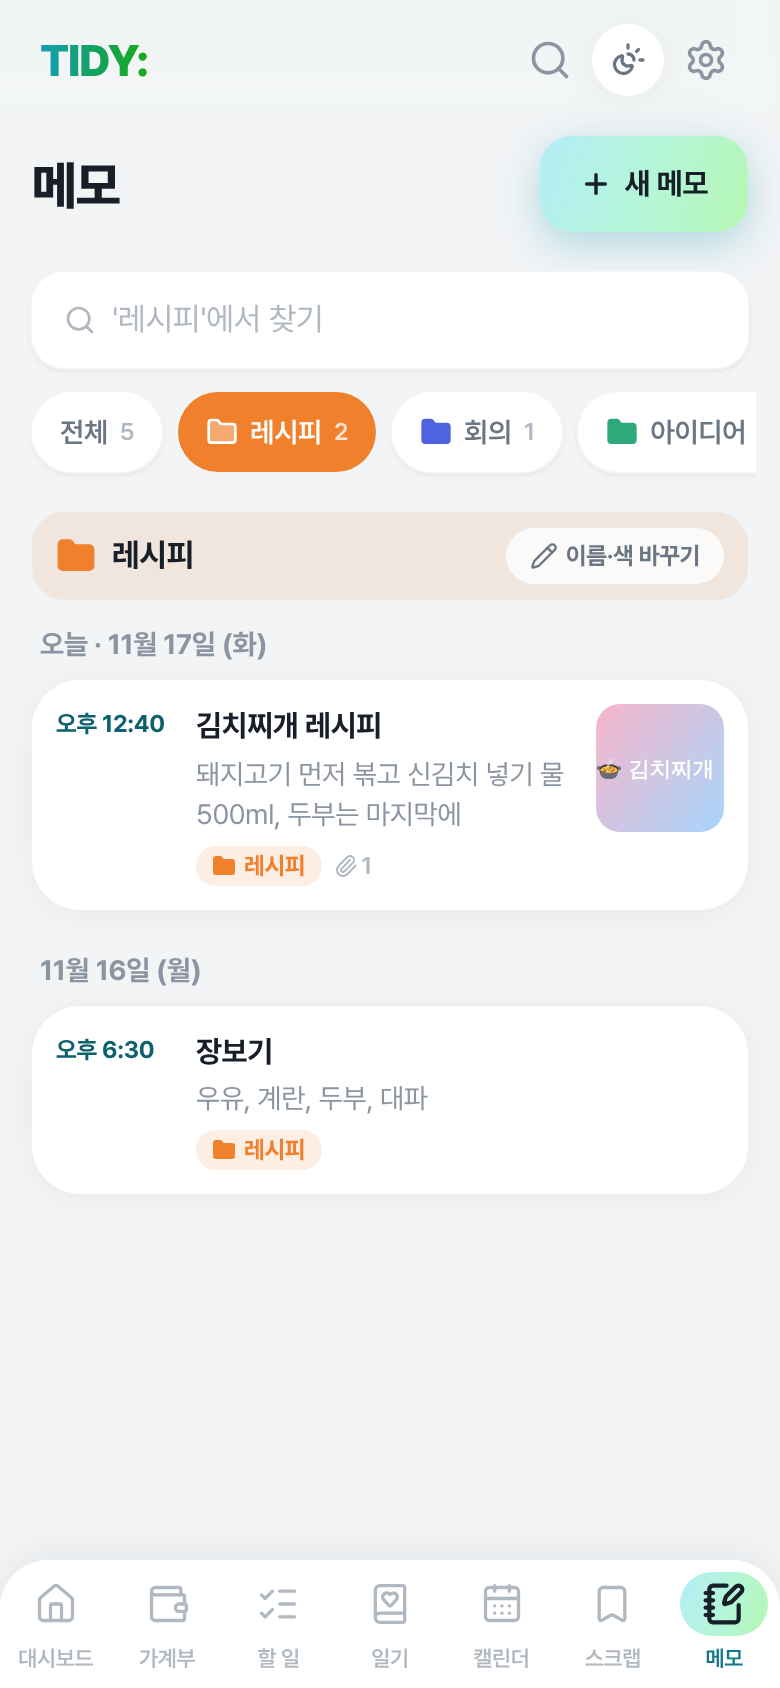 TIDY:
메모
새 메모
'레시피'에서 찾기
전체 5
레시피 2
회의 1
아이디어
레시피
이름·색 바꾸기
오늘 · 11월 17일 (화)
오후 12:40
김치찌개 레시피
돼지고기 먼저 볶고 신김치 넣기 물
500ml, 두부는 마지막에
김치찌개
레시피
1
11월 16일 (월)
오후 6:30
장보기
우유, 계란, 두부, 대파
레시피
대시보드
가계부
할 일
일기
캘린더
스크랩
메모